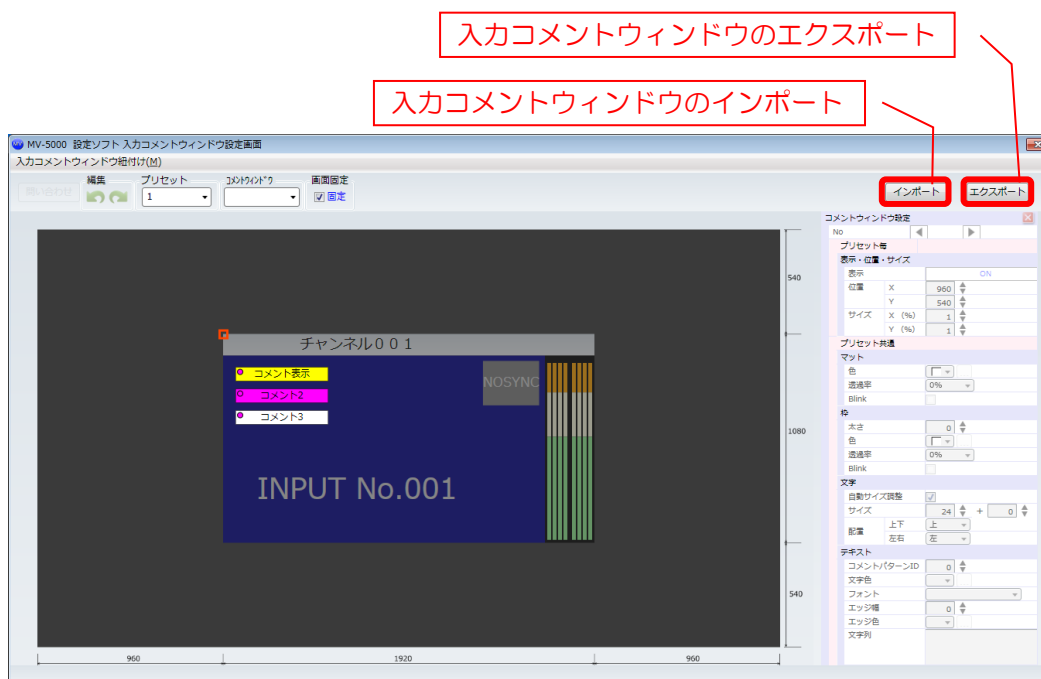 入力コメントウィンドウのエクスポート
入力コメントウィンドウのインポート
MV-5000 設定ソフト 入力コメントウィンドウ設定画面
入力コメントウィンドウ紐付け(M)
問い合わせ
編集 プリセット ｺﾒﾝﾄｳｨﾝﾄﾞｳ 画面固定
1 固定
インポート エクスポート
コメントウィンドウ設定
No
プリセット毎
表示・位置・サイズ
表示 ON
位置 X 960
Y 540
サイズ X (%) 1
Y (%) 1
プリセット共通
マット
色
透過率 0%
Blink
枠
太さ 0
色
透過率 0%
Blink
文字
自動サイズ調整
サイズ 24 + 0
配置 上下 上
左右 左
テキスト
コメントパターンID 0
文字色
フォント
エッジ幅 0
エッジ色
文字列
チャンネル００１
コメント表示
コメント2
コメント3
NOSYNC
INPUT No.001
540
1080
540
960 1920 960